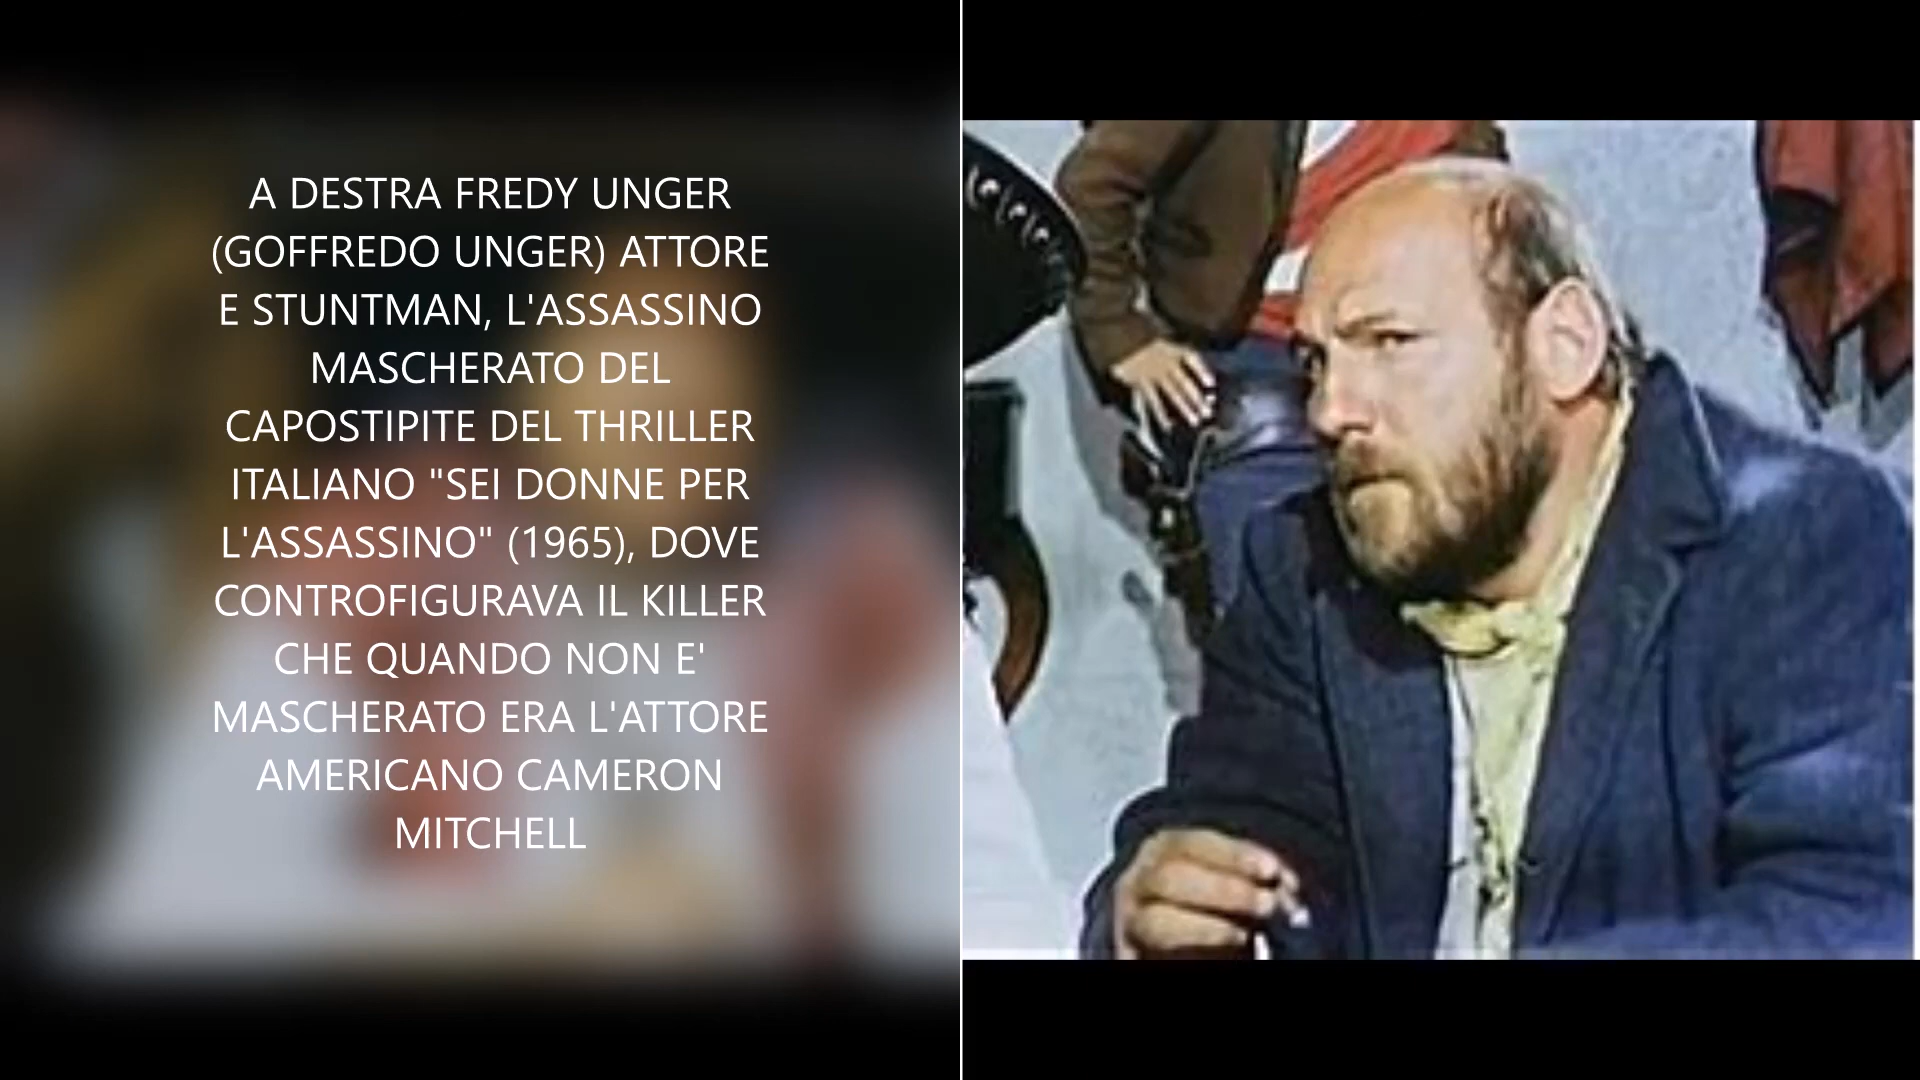 A DESTRA FREDY UNGER
(GOFFREDO UNGER) ATTORE
E STUNTMAN, L'ASSASSINO
MASCHERATO DEL
CAPOSTIPITE DEL THRILLER
ITALIANO "SEI DONNE PER
L'ASSASSINO" (1965), DOVE
CONTROFIGURAVA IL KILLER
CHE QUANDO NON E'
MASCHERATO ERA L'ATTORE
AMERICANO CAMERON
MITCHELL